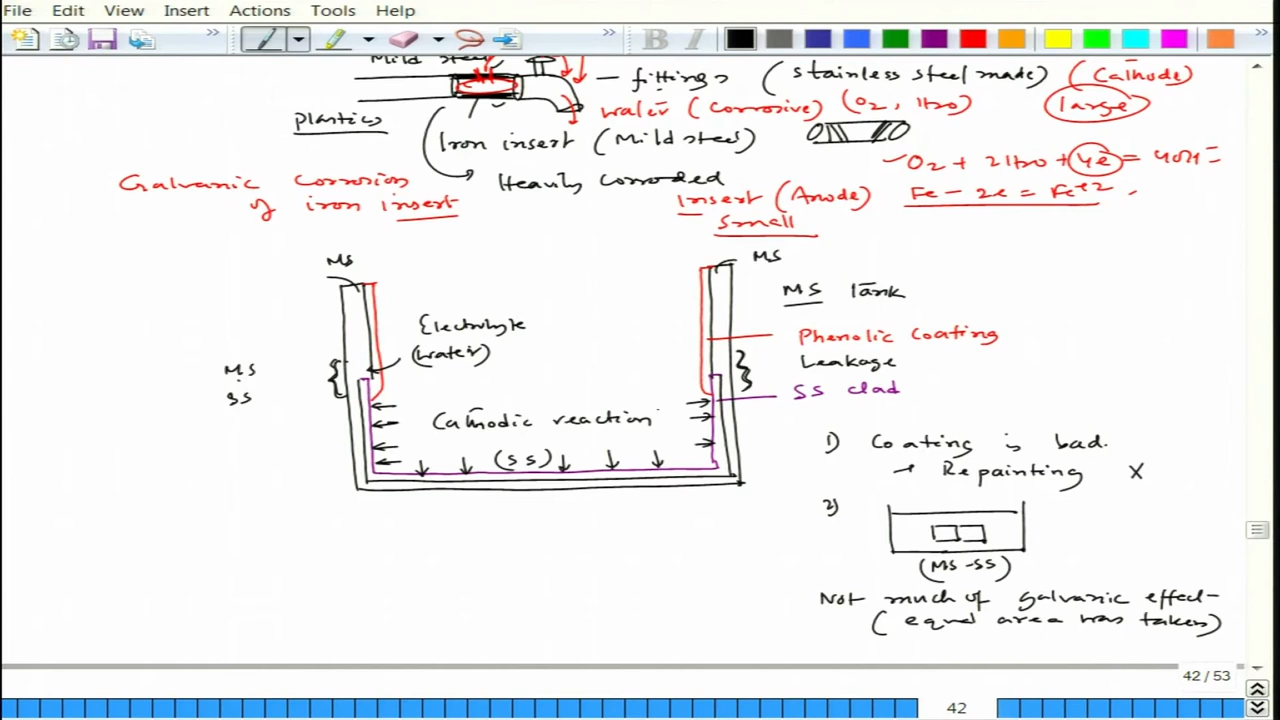 File Edit View Insert Actions Tools Help
Mild steel
fittings (stainless steel made) (Cathode)
water (Corrosive) (O2, H2O) large
plastics
Iron insert (Mild steel)
O2 + 2H2O + 4e = 4OH-
Galvanic corrosion of iron insert
Heavily corroded
Insert (Anode) small
Fe - 2e = Fe+2
MS
MS
MS Tank
Electrolyte (water)
Phenolic coating
Leakage
MS
SS
SS clad
Cathodic reaction
(SS)
1) Coating is bad.
→ Repainting X
2)
(MS-SS)
Not much of galvanic effect-
(equal area was taken)
42 / 53
42